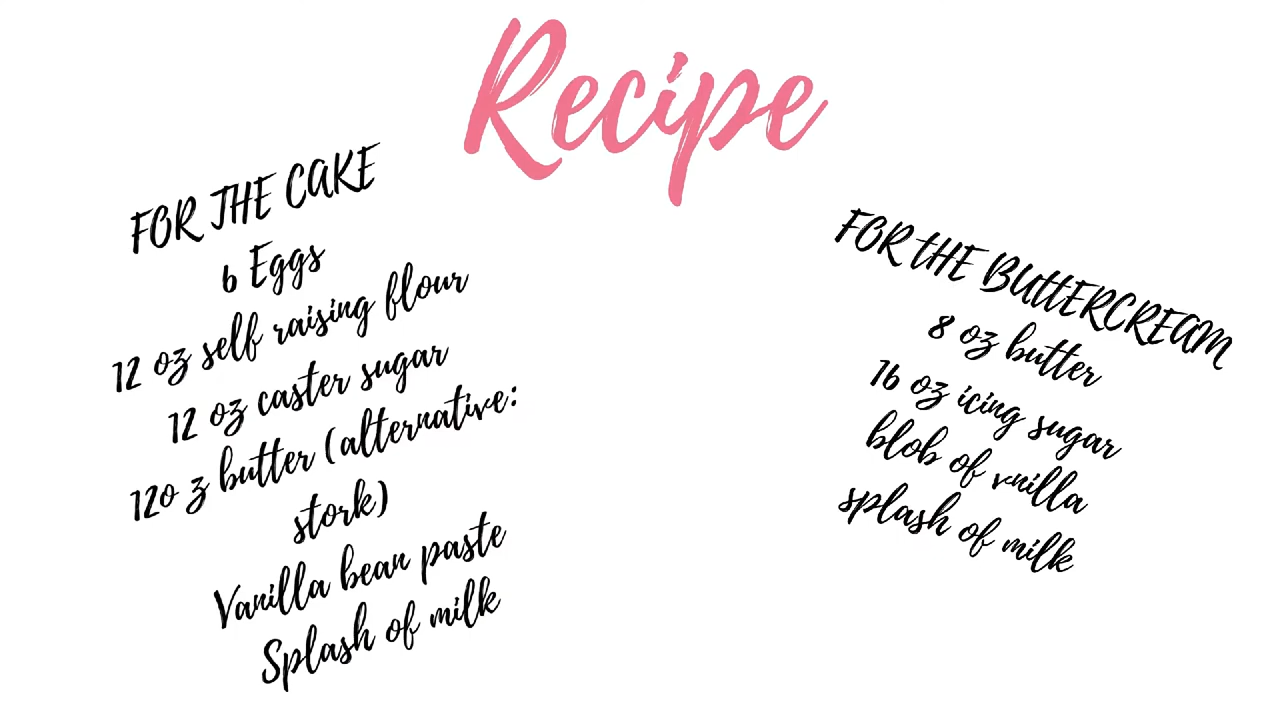 Recipe
FOR THE CAKE
6 Eggs
12 oz self raising flour
12 oz caster sugar
12o z butter (alternative:
stork)
Vanilla bean paste
Splash of milk
FOR tHE BUttERCREAM
8 oz butter
16 oz icing sugar
blob of vnilla
splash of milk